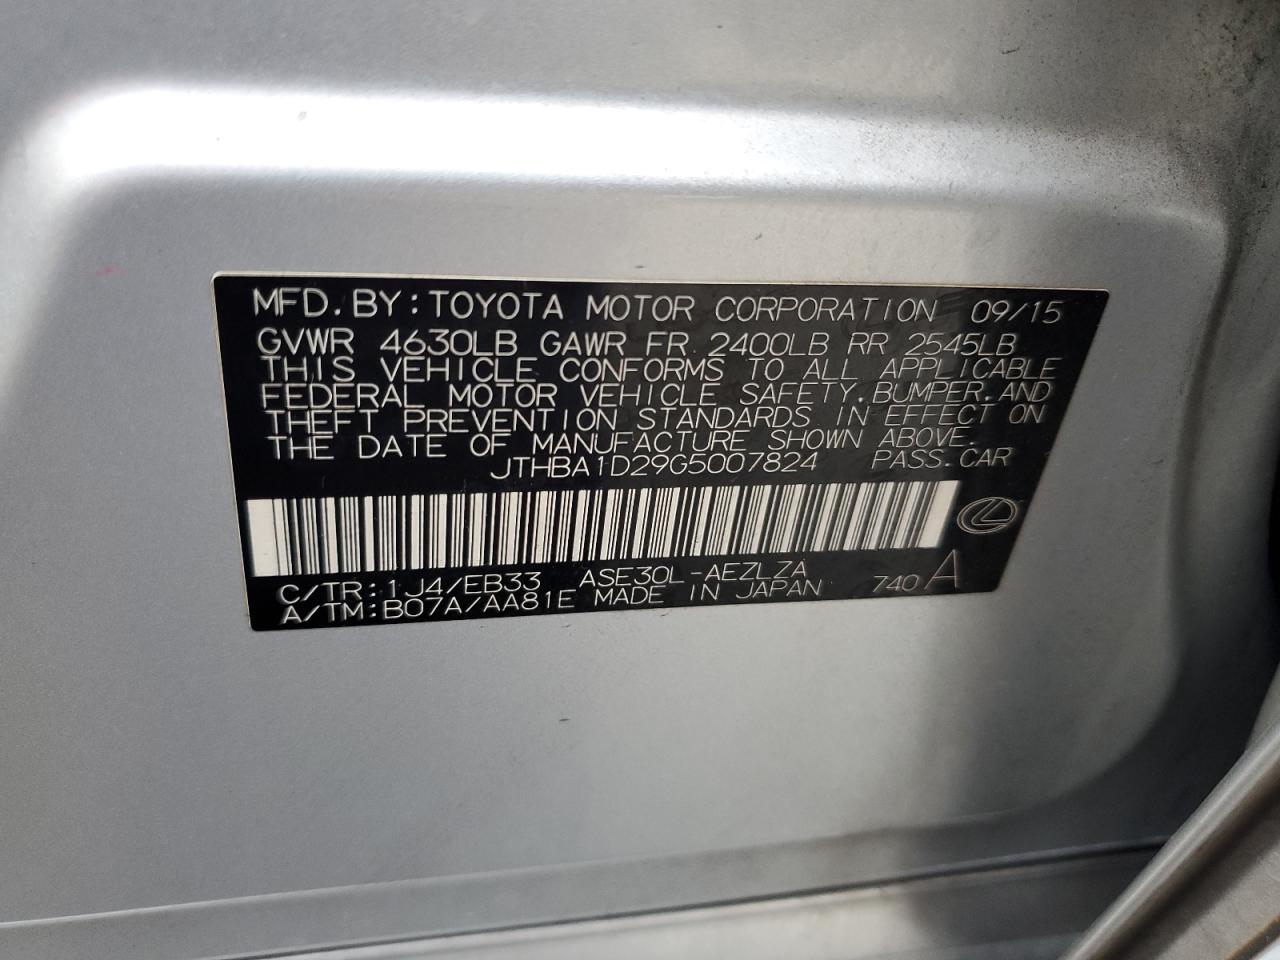 MFD.BY:TOYOTA MOTOR CORPORATION 09/15
GVWR 4630LB GAWR FR 2400LB RR 2545LB
THIS VEHICLE CONFORMS TO ALL APPLICABLE
FEDERAL MOTOR VEHICLE SAFETY,BUMPER,AND
THEFT PREVENTION STANDARDS IN EFFECT ON
THE DATE OF MANUFACTURE SHOWN ABOVE.
JTHBA1D29G5007824 PASS.CAR
C/TR:1J4/EB33 ASE30L-AEZLZA 740 A
A/TM:B07A/AA81E MADE IN JAPAN